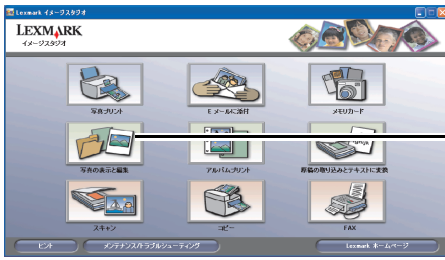 Lexmark イメージスタジオ
LEXMARK
イメージスタジオ
写真プリント
E メールに添付
メモリカード
写真の表示と編集
アルバムプリント
原稿の取り込みとテキストに変換
スキャン
コピー
FAX
ヒント
メンテナンス/トラブルシューティング
Lexmark ホームページ